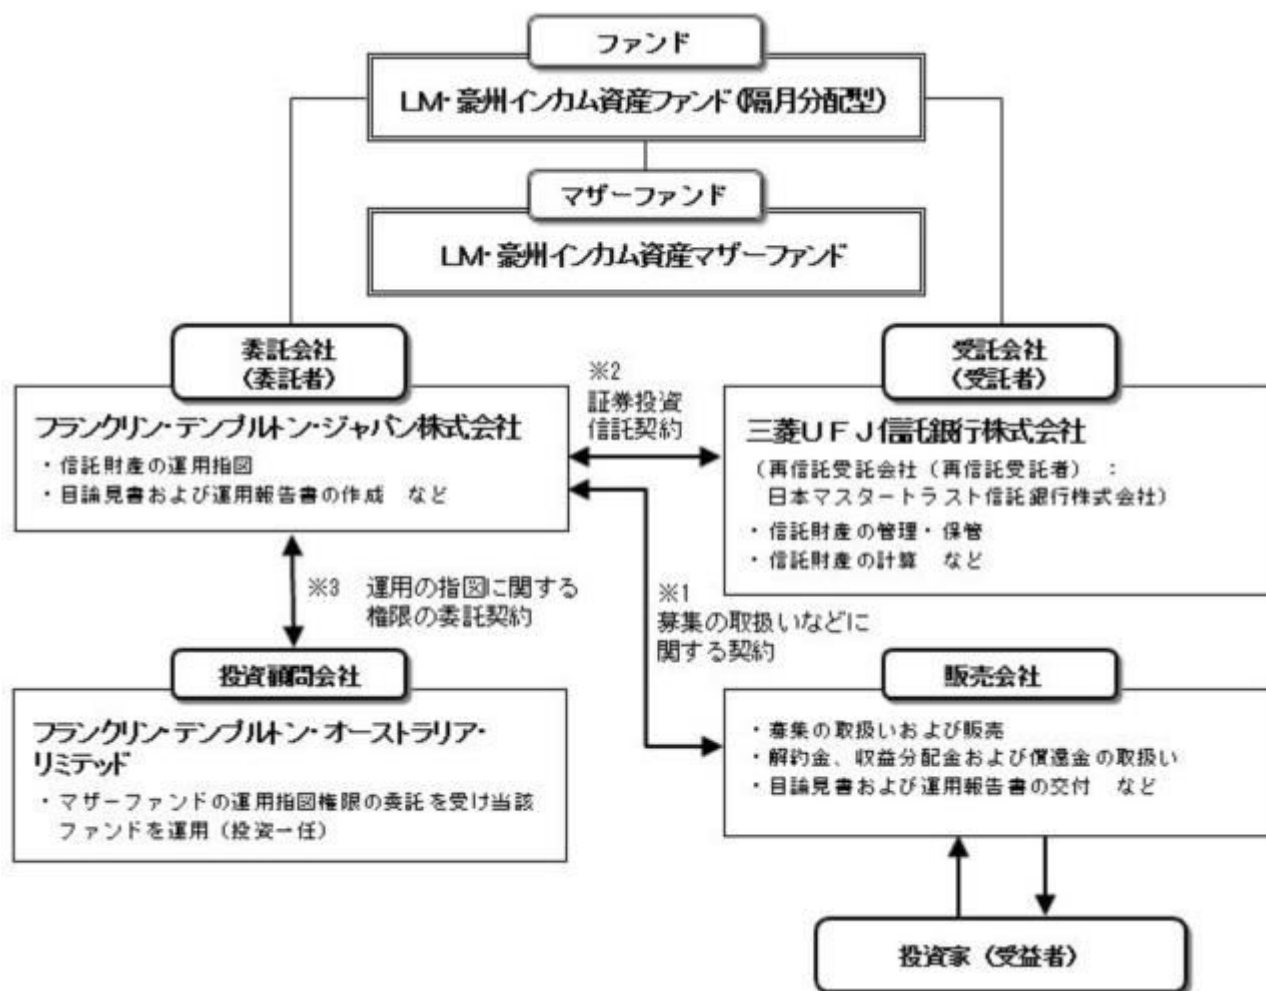 ファンド
LM・豪州インカム資産ファンド(隔月分配型)
マザーファンド
LM・豪州インカム資産マザーファンド
委託会社
（委託者）
フランクリン・テンプルトン・ジャパン株式会社
・信託財産の運用指図
・目論見書および運用報告書の作成　など
※2
証券投資
信託契約
受託会社
（受託者）
三菱ＵＦＪ信託銀行株式会社
（再信託受託会社（再信託受託者）：
日本マスタートラスト信託銀行株式会社）
・信託財産の管理・保管
・信託財産の計算　など
※3　運用の指図に関する
権限の委託契約
※1
募集の取扱いなどに
関する契約
投資顧問会社
フランクリン・テンプルトン・オーストラリア・
リミテッド
・マザーファンドの運用指図権限の委託を受け当該
ファンドを運用（投資一任）
販売会社
・募集の取扱いおよび販売
・解約金、収益分配金および償還金の取扱い
・目論見書および運用報告書の交付　など
投資家（受益者）